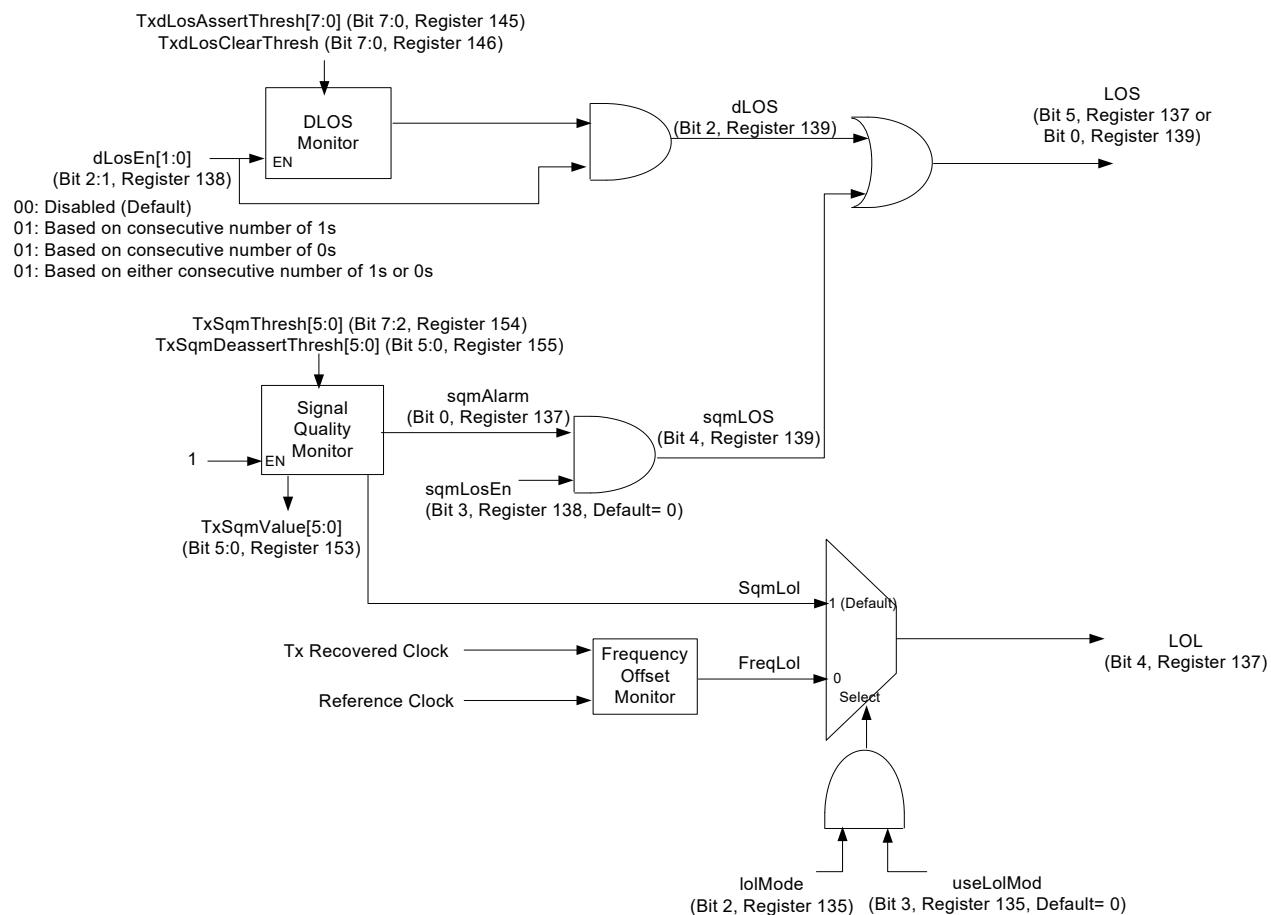 TxdLosAssertThresh[7:0] (Bit 7:0, Register 145)
TxdLosClearThresh (Bit 7:0, Register 146)
DLOS
Monitor
EN
dLosEn[1:0]
(Bit 2:1, Register 138)
00: Disabled (Default)
01: Based on consecutive number of 1s
01: Based on consecutive number of 0s
01: Based on either consecutive number of 1s or 0s
dLOS
(Bit 2, Register 139)
LOS
(Bit 5, Register 137 or
Bit 0, Register 139)
TxSqmThresh[5:0] (Bit 7:2, Register 154)
TxSqmDeassertThresh[5:0] (Bit 5:0, Register 155)
Signal
Quality
Monitor
EN
1
sqmAlarm
(Bit 0, Register 137)
sqmLOS
(Bit 4, Register 139)
sqmLosEn
(Bit 3, Register 138, Default= 0)
TxSqmValue[5:0]
(Bit 5:0, Register 153)
SqmLol
1 (Default)
Tx Recovered Clock
Reference Clock
Frequency
Offset
Monitor
FreqLol
0
Select
LOL
(Bit 4, Register 137)
lolMode
(Bit 2, Register 135)
useLolMod
(Bit 3, Register 135, Default= 0)